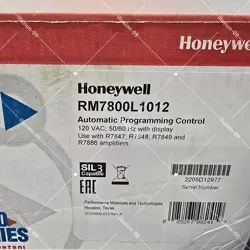 Honeywell
Honeywell
RM7800L1012
Automatic Programming Control
120 VAC, 50/60 Hz with display
Use with R7847, R7848, R7849 and
R7886 amplifiers
SIL 3
Capable
EAC
2205D12977
Serial Number
Performance Materials and Technologies
Houston, Texas